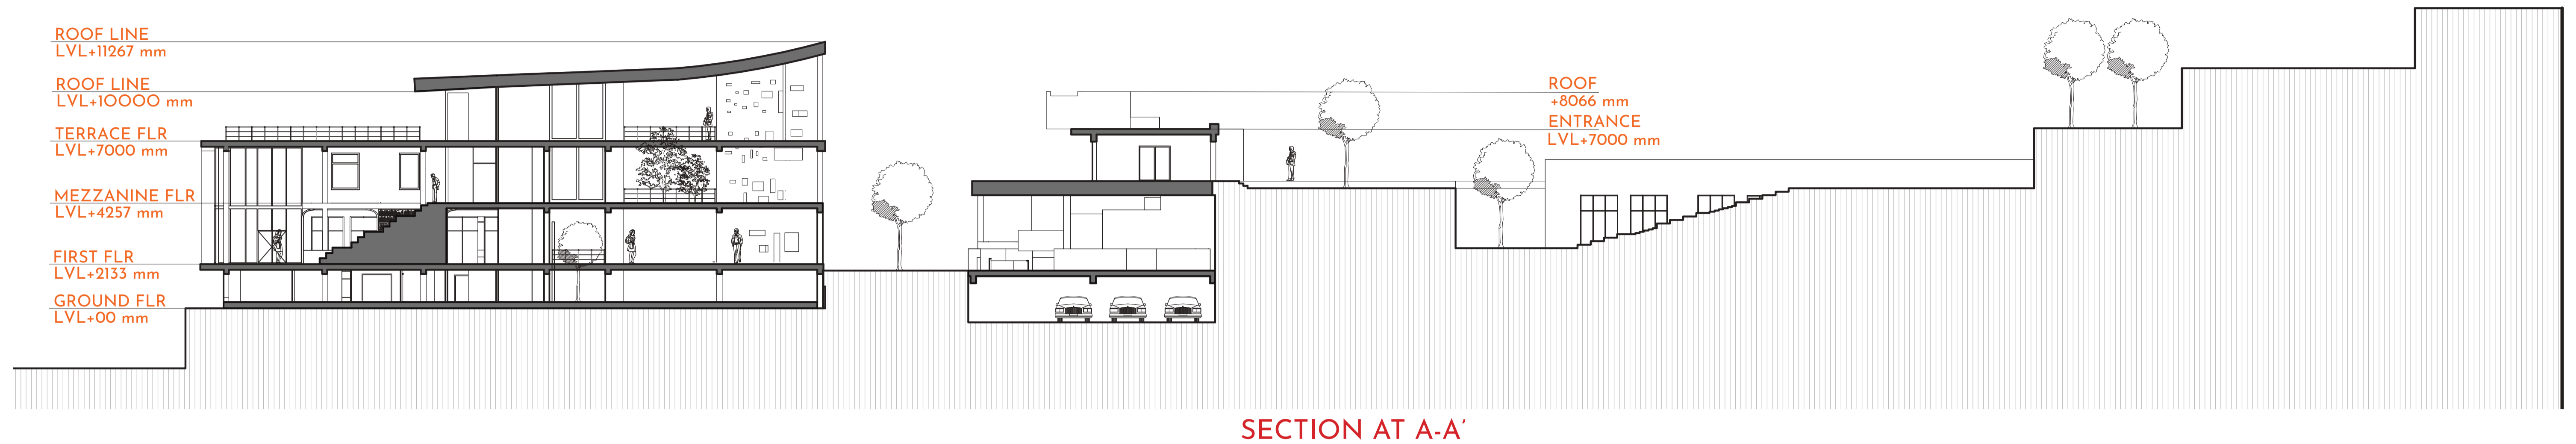 ROOF LINE
LVL+11267 mm
ROOF LINE
LVL+10000 mm
TERRACE FLR
LVL+7000 mm
MEZZANINE FLR
LVL+4257 mm
FIRST FLR
LVL+2133 mm
GROUND FLR
LVL+00 mm
ROOF
+8066 mm
ENTRANCE
LVL+7000 mm
SECTION AT A-A’